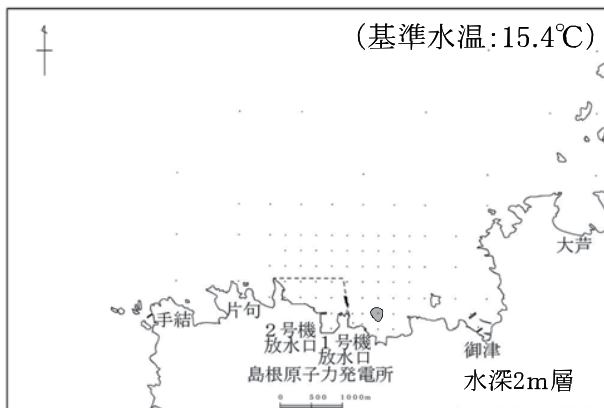 (基準水温:15.4℃)
大芦
手結
片句
2号機
放水口
1号機
放水口
御津
島根原子力発電所
水深2m層
0 500 1000m